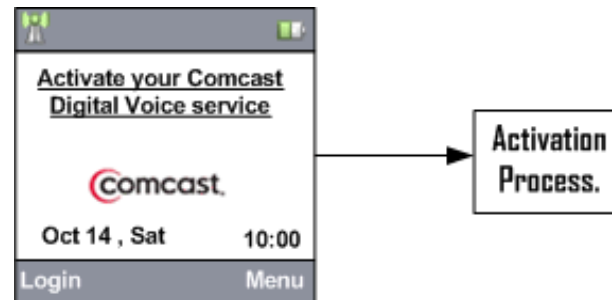 Activate your Comcast
Digital Voice service
comcast.
Oct 14 , Sat 10:00
Login Menu
Activation
Process.